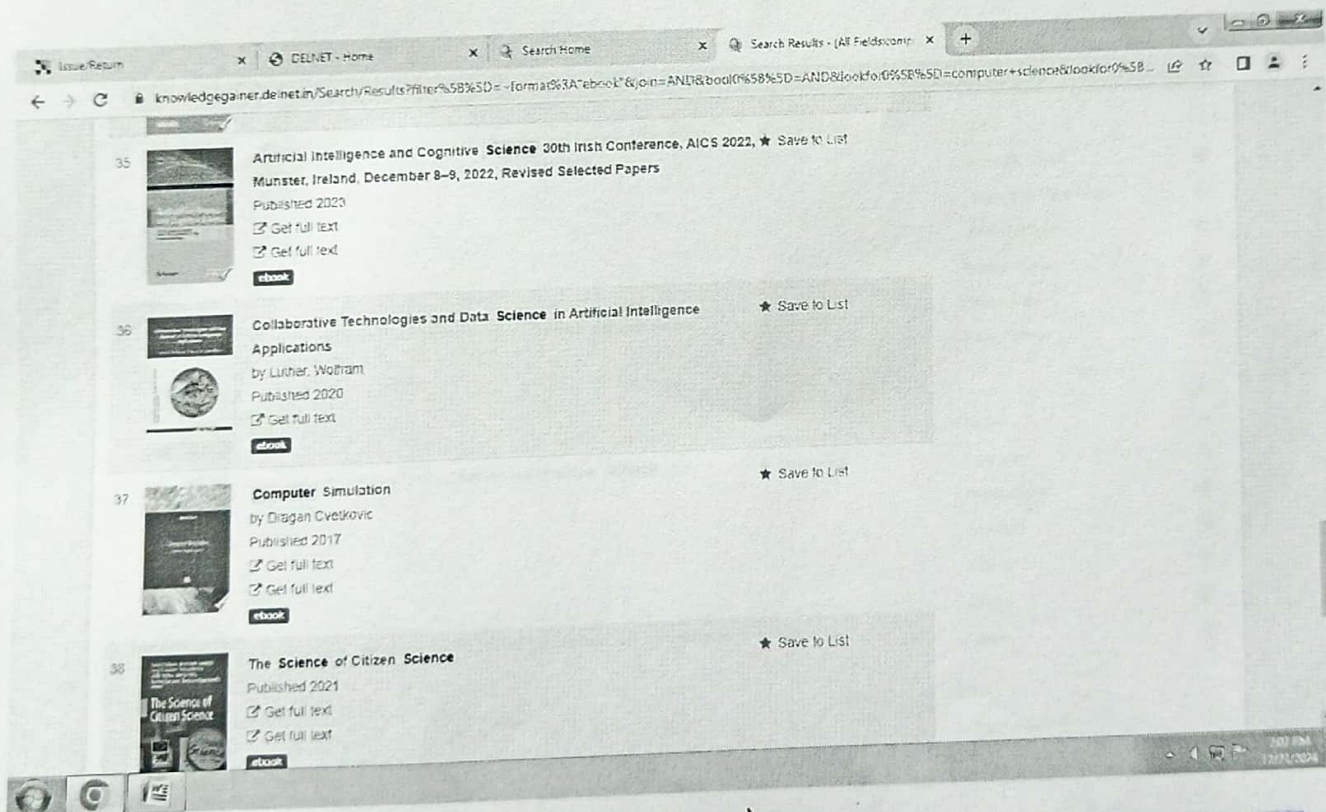 Issue/Return
DELNET - Home
Search Home
Search Results - (All Fields:comp
knowledgegainer.delnet.in/Search/Results?filter%5B%5D=~format%3A"ebook"&join=AND&bool0%5B%5D=AND&lookfor0%5B%5D=computer+science&lookfor0%5B...
35
Artificial Intelligence and Cognitive Science 30th Irish Conference, AICS 2022, ★ Save to List
Munster, Ireland, December 8–9, 2022, Revised Selected Papers
Published 2023
Get full text
Get full text
ebook
36
Collaborative Technologies and Data Science in Artificial Intelligence ★ Save to List
Applications
by Luther, Wolfram
Published 2020
Get full text
ebook
37
Computer Simulation ★ Save to List
by Dragan Cvetkovic
Published 2017
Get full text
Get full text
ebook
38
The Science of Citizen Science ★ Save to List
Published 2021
Get full text
Get full text
ebook
The Science of
Citizen Science